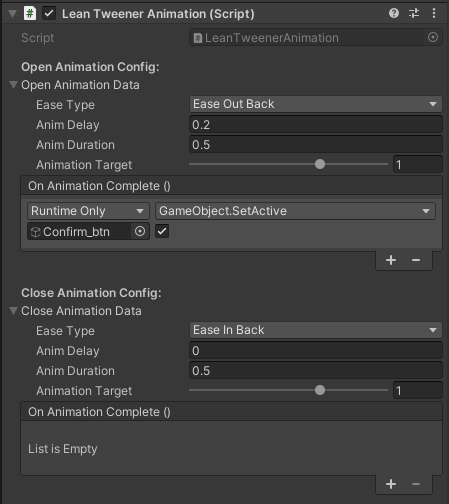 Lean Tweener Animation (Script)
Script LeanTweenerAnimation
Open Animation Config:
Open Animation Data
Ease Type Ease Out Back
Anim Delay 0.2
Anim Duration 0.5
Animation Target 1
On Animation Complete ()
Runtime Only GameObject.SetActive
Confirm_btn
Close Animation Config:
Close Animation Data
Ease Type Ease In Back
Anim Delay 0
Anim Duration 0.5
Animation Target 1
On Animation Complete ()
List is Empty